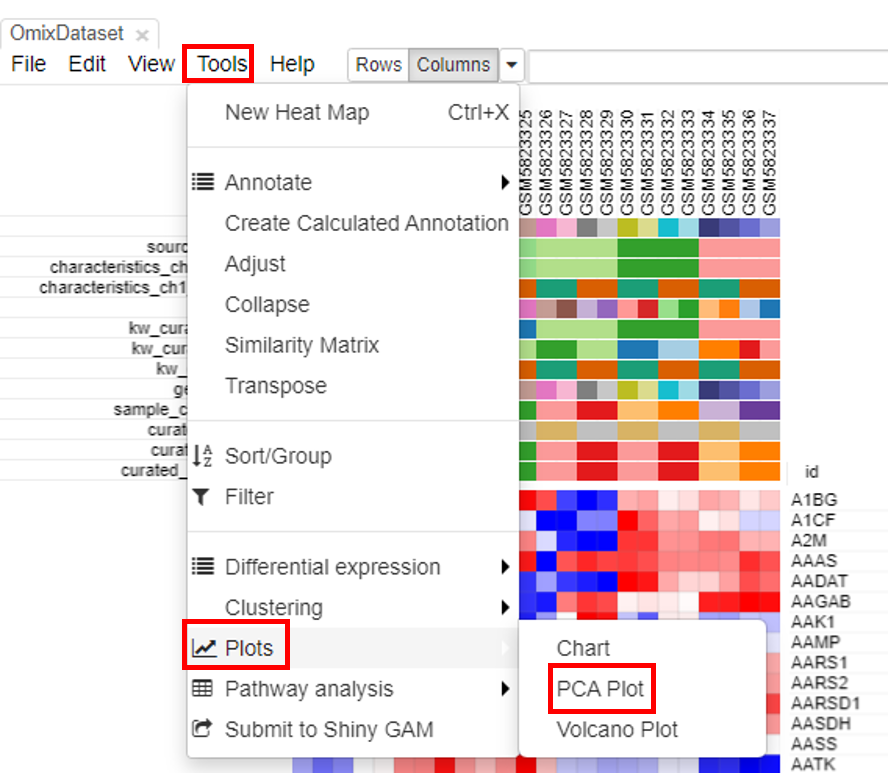 OmixDataset ×
File Edit View Tools Help Rows Columns
New Heat Map Ctrl+X
Annotate
Create Calculated Annotation
Adjust
Collapse
Similarity Matrix
Transpose
Sort/Group
Filter
Differential expression
Clustering
Plots
Pathway analysis
Submit to Shiny GAM
Chart
PCA Plot
Volcano Plot
GSM5823325
GSM5823326
GSM5823327
GSM5823328
GSM5823329
GSM5823330
GSM5823331
GSM5823332
GSM5823333
GSM5823334
GSM5823335
GSM5823336
GSM5823337
sourc
characteristics_ch
characteristics_ch1
kw_cura
kw_cur
kw_
ge
sample_c
curat
curat
curated_
id
A1BG
A1CF
A2M
AAAS
AADAT
AAGAB
AAK1
AAMP
AARS1
AARS2
AARSD1
AASDH
AASS
AATK